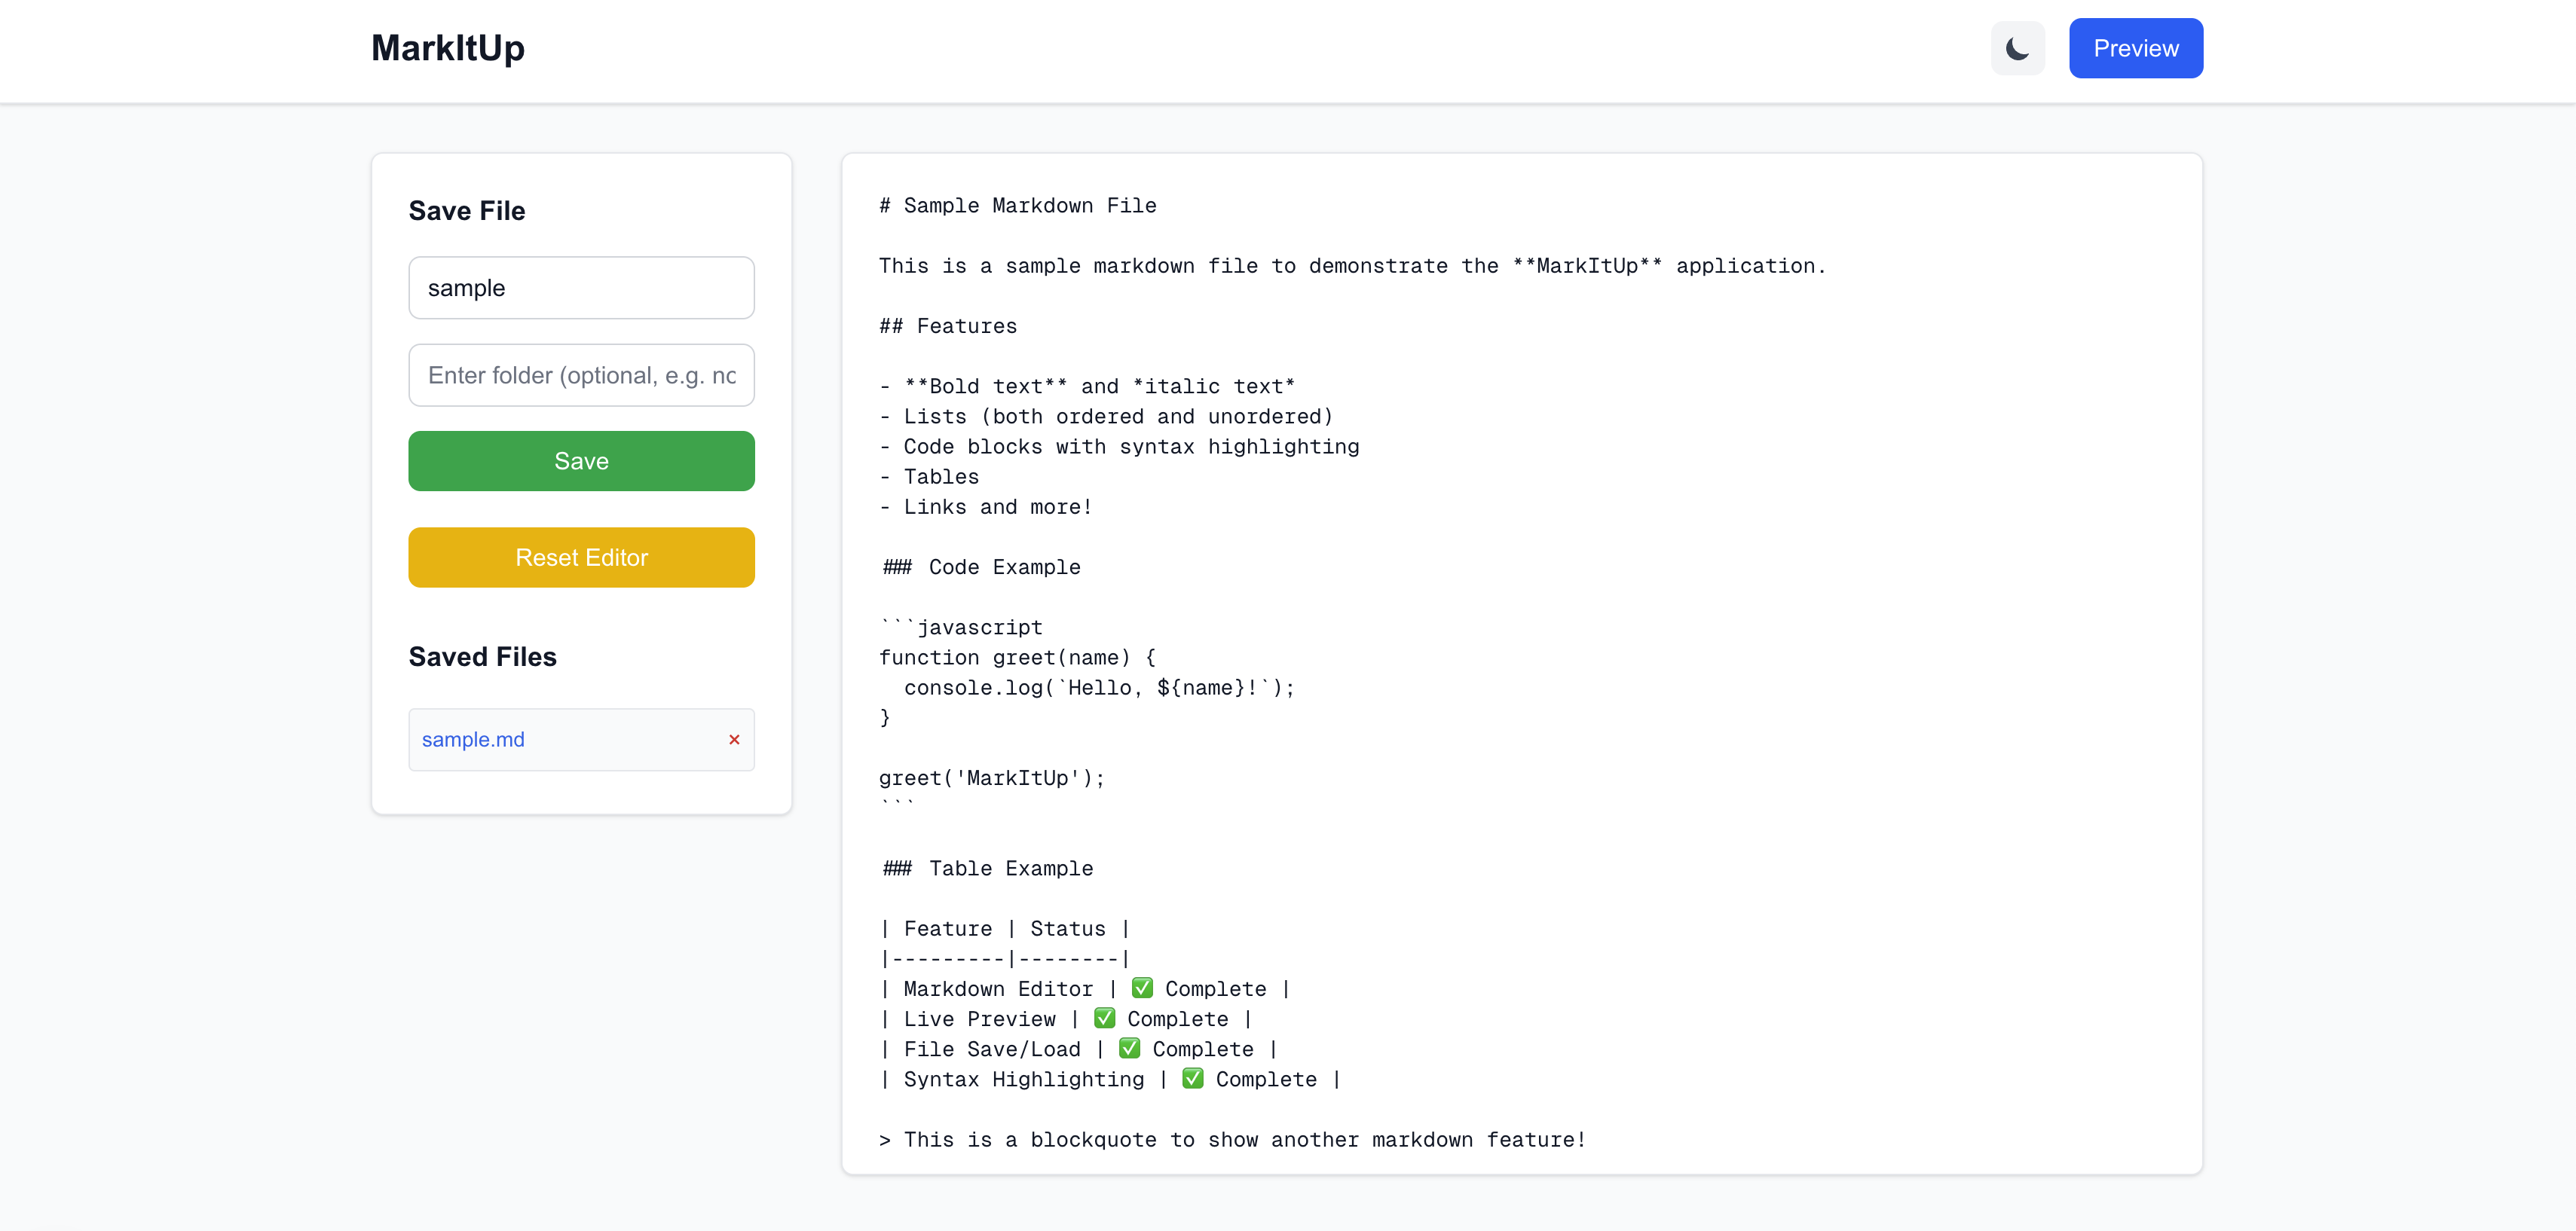 MarkItUp
Preview
Save File
sample
Enter folder (optional, e.g. no
Save
Reset Editor
Saved Files
sample.md
×
# Sample Markdown File
This is a sample markdown file to demonstrate the **MarkItUp** application.
## Features
- **Bold text** and *italic text*
- Lists (both ordered and unordered)
- Code blocks with syntax highlighting
- Tables
- Links and more!
### Code Example
```javascript
function greet(name) {
  console.log(`Hello, ${name}!`);
}
greet('MarkItUp');
```
### Table Example
| Feature | Status |
|---------|--------|
| Markdown Editor | ✅ Complete |
| Live Preview | ✅ Complete |
| File Save/Load | ✅ Complete |
| Syntax Highlighting | ✅ Complete |
> This is a blockquote to show another markdown feature!